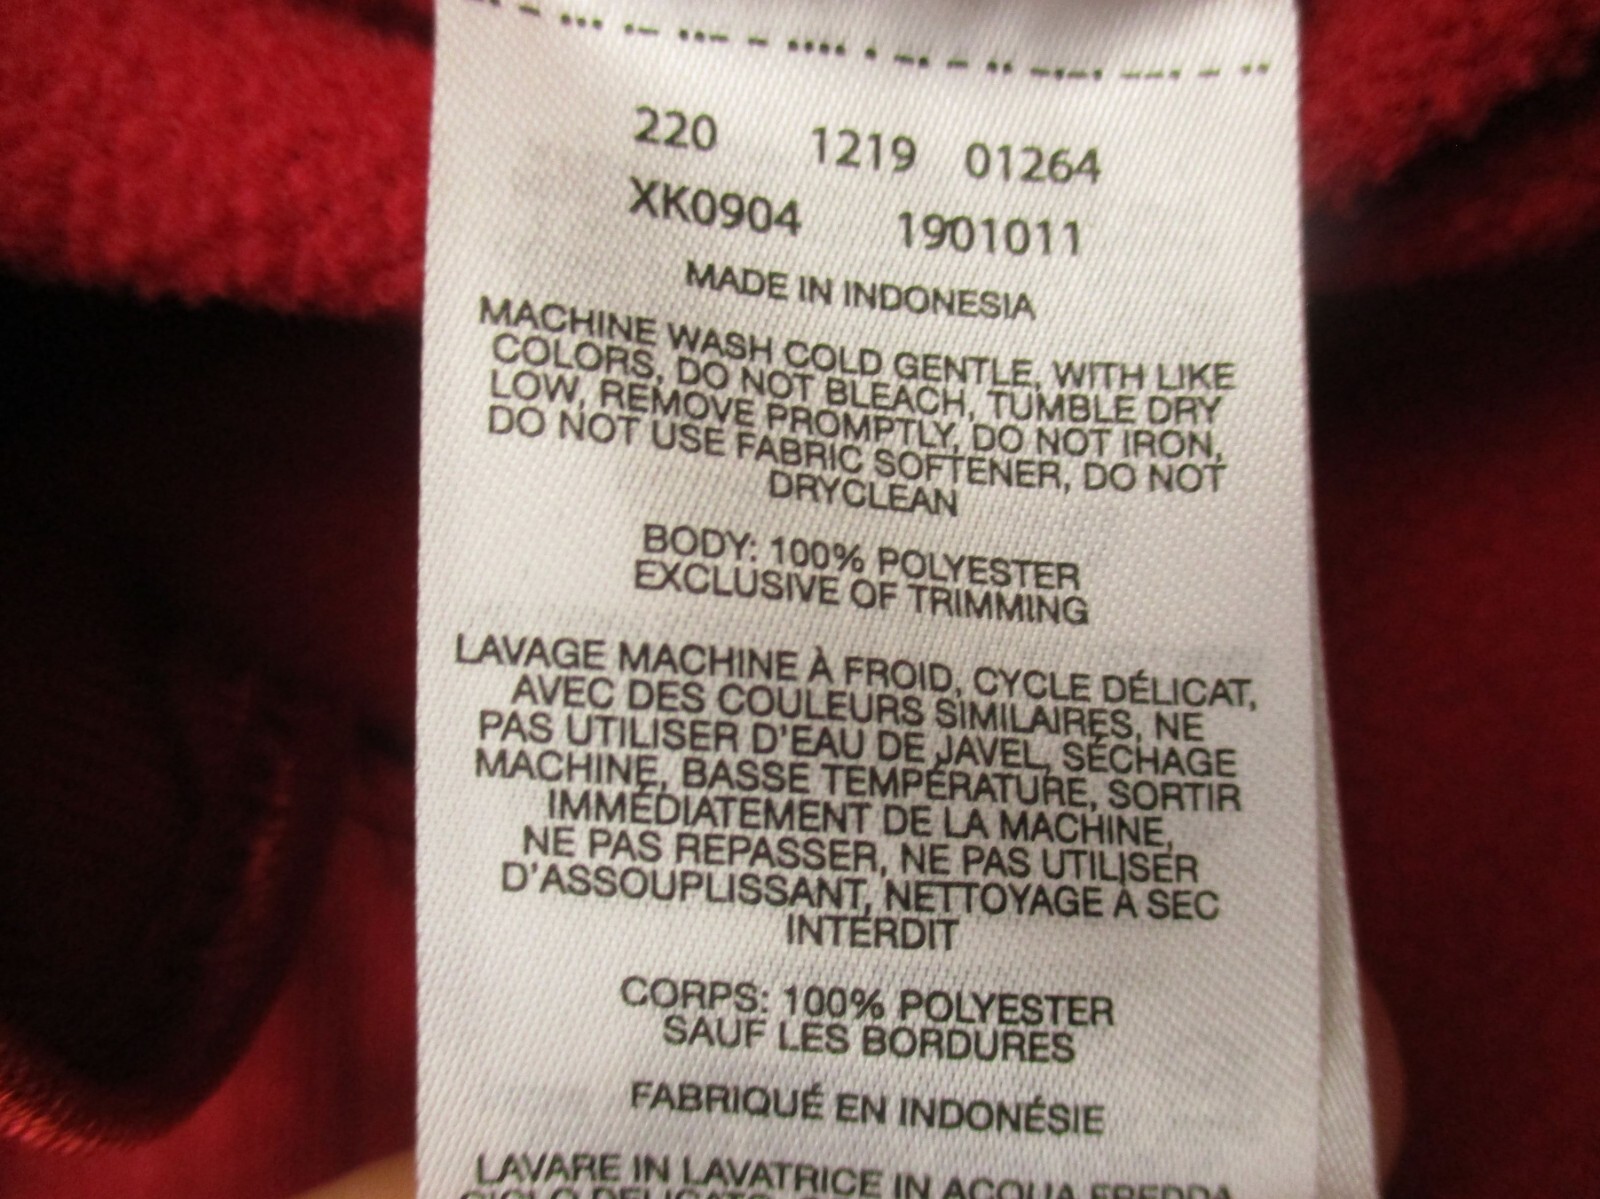 220 1219 01264
XK0904 1901011
MADE IN INDONESIA
MACHINE WASH COLD GENTLE, WITH LIKE
COLORS, DO NOT BLEACH, TUMBLE DRY
LOW, REMOVE PROMPTLY, DO NOT IRON,
DO NOT USE FABRIC SOFTENER, DO NOT
DRYCLEAN
BODY: 100% POLYESTER
EXCLUSIVE OF TRIMMING
LAVAGE MACHINE À FROID, CYCLE DÉLICAT,
AVEC DES COULEURS SIMILAIRES, NE
PAS UTILISER D'EAU DE JAVEL, SÉCHAGE
MACHINE, BASSE TEMPÉRATURE, SORTIR
IMMÉDIATEMENT DE LA MACHINE,
NE PAS REPASSER, NE PAS UTILISER
D'ASSOUPLISSANT, NETTOYAGE À SEC
INTERDIT
CORPS: 100% POLYESTER
SAUF LES BORDURES
FABRIQUÉ EN INDONÉSIE
LAVARE IN LAVATRICE IN ACQUA FREDDA
CICLO DELICATO